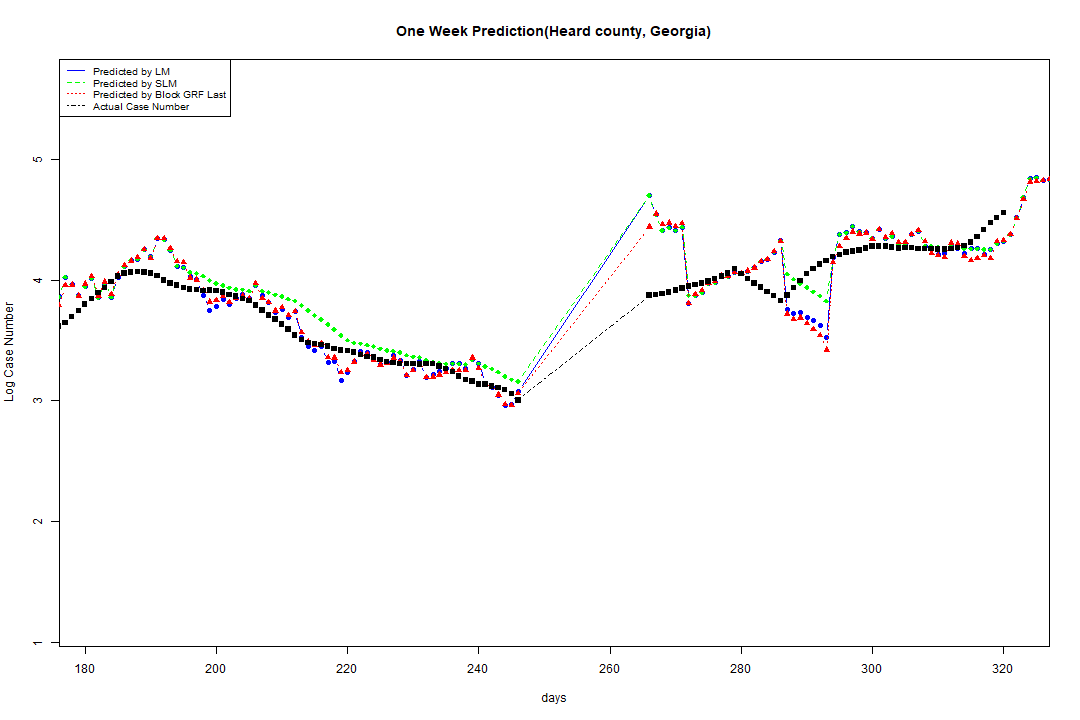 One Week Prediction(Heard county, Georgia)
Predicted by LM
Predicted by SLM
Predicted by Block GRF Last
Actual Case Number
5
4
3
2
1
Log Case Number
180 200 220 240 260 280 300 320
days